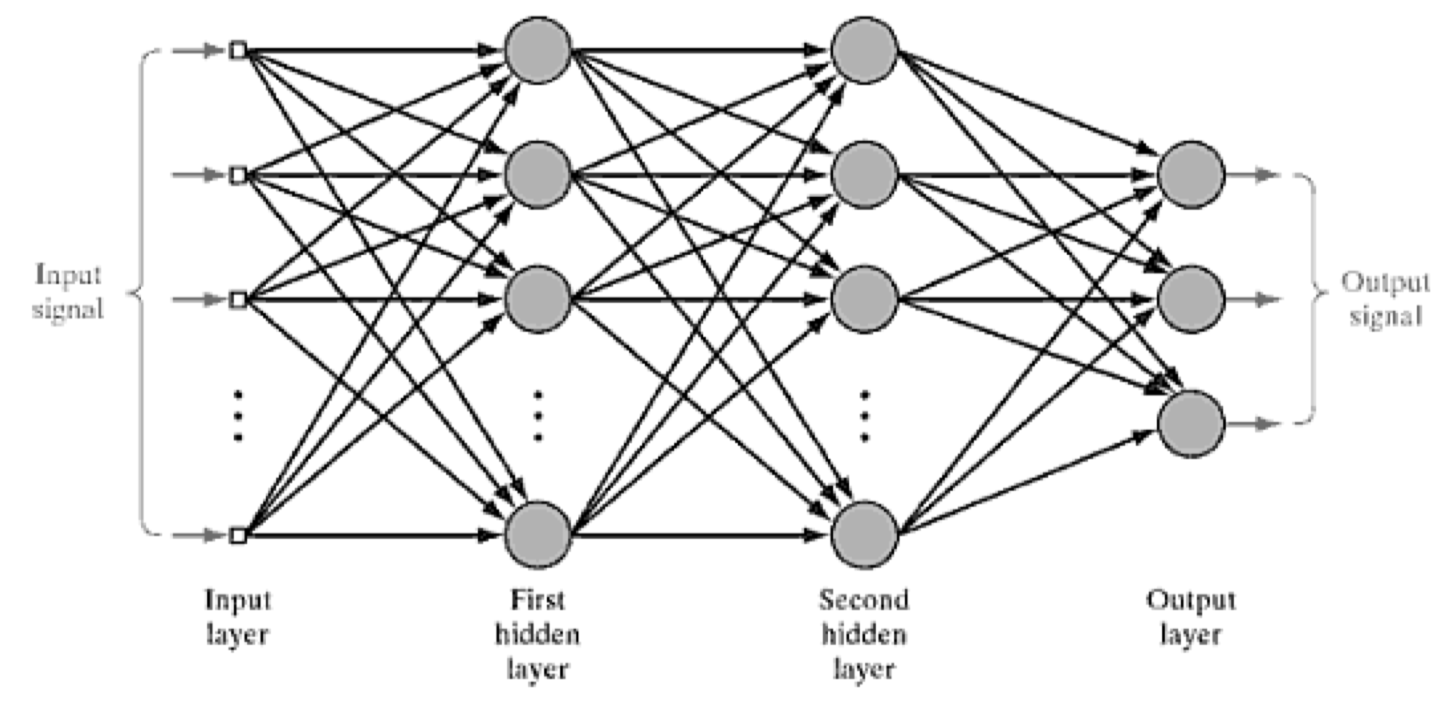 Input
signal
Output
signal
Input
layer
First
hidden
layer
Second
hidden
layer
Output
layer